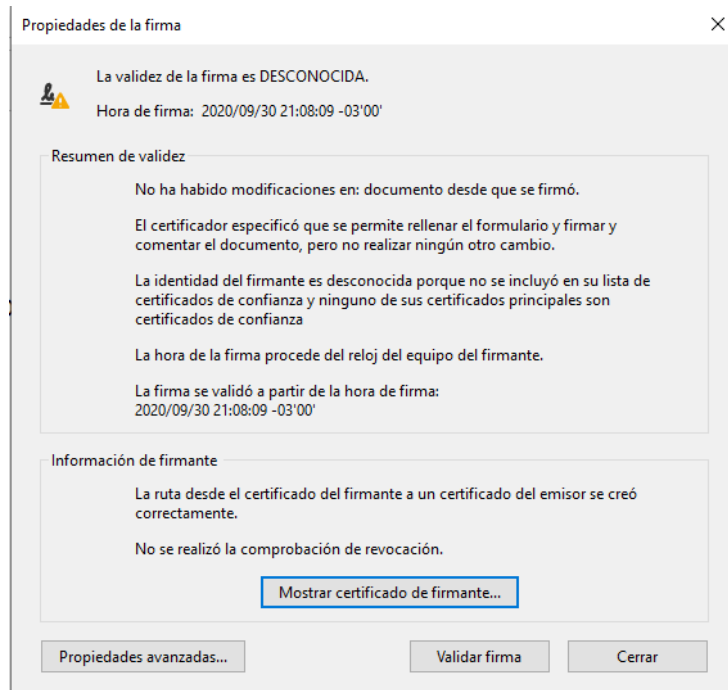 Propiedades de la firma
La validez de la firma es DESCONOCIDA.
Hora de firma: 2020/09/30 21:08:09 -03'00'
Resumen de validez
No ha habido modificaciones en: documento desde que se firmó.
El certificador especificó que se permite rellenar el formulario y firmar y
comentar el documento, pero no realizar ningún otro cambio.
La identidad del firmante es desconocida porque no se incluyó en su lista de
certificados de confianza y ninguno de sus certificados principales son
certificados de confianza
La hora de la firma procede del reloj del equipo del firmante.
La firma se validó a partir de la hora de firma:
2020/09/30 21:08:09 -03'00'
Información de firmante
La ruta desde el certificado del firmante a un certificado del emisor se creó
correctamente.
No se realizó la comprobación de revocación.
Mostrar certificado de firmante...
Propiedades avanzadas...
Validar firma
Cerrar